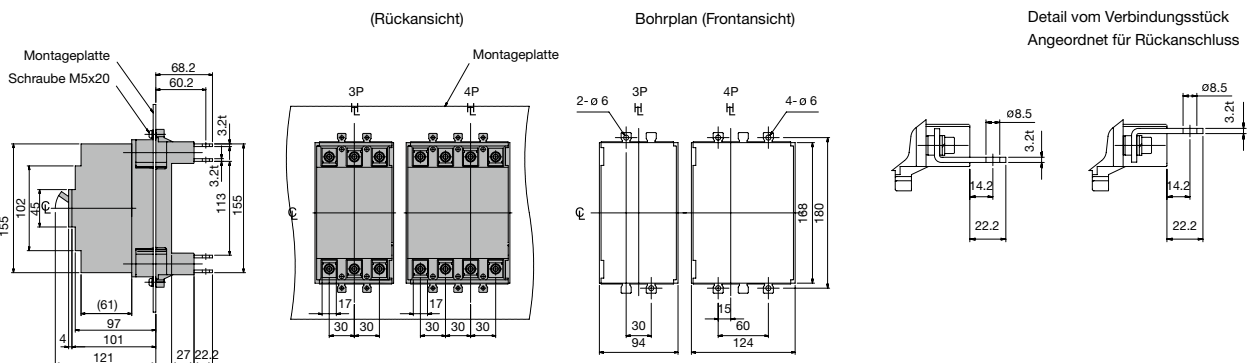 (Rückansicht)
Bohrplan (Frontansicht)
Detail vom Verbindungsstück
Angeordnet für Rückanschluss
Montageplatte
Schraube M5x20
68.2
60.2
3.2t
3.2t
113
155
155
102
45
(61)
97
4
101
121
27
22.2
Montageplatte
3P
4P
17
17
30
30
30
30
30
2-ø 6
3P
4P
4-ø 6
168
180
15
30
60
94
124
ø8.5
3.2t
14.2
22.2
ø8.5
3.2t
14.2
22.2